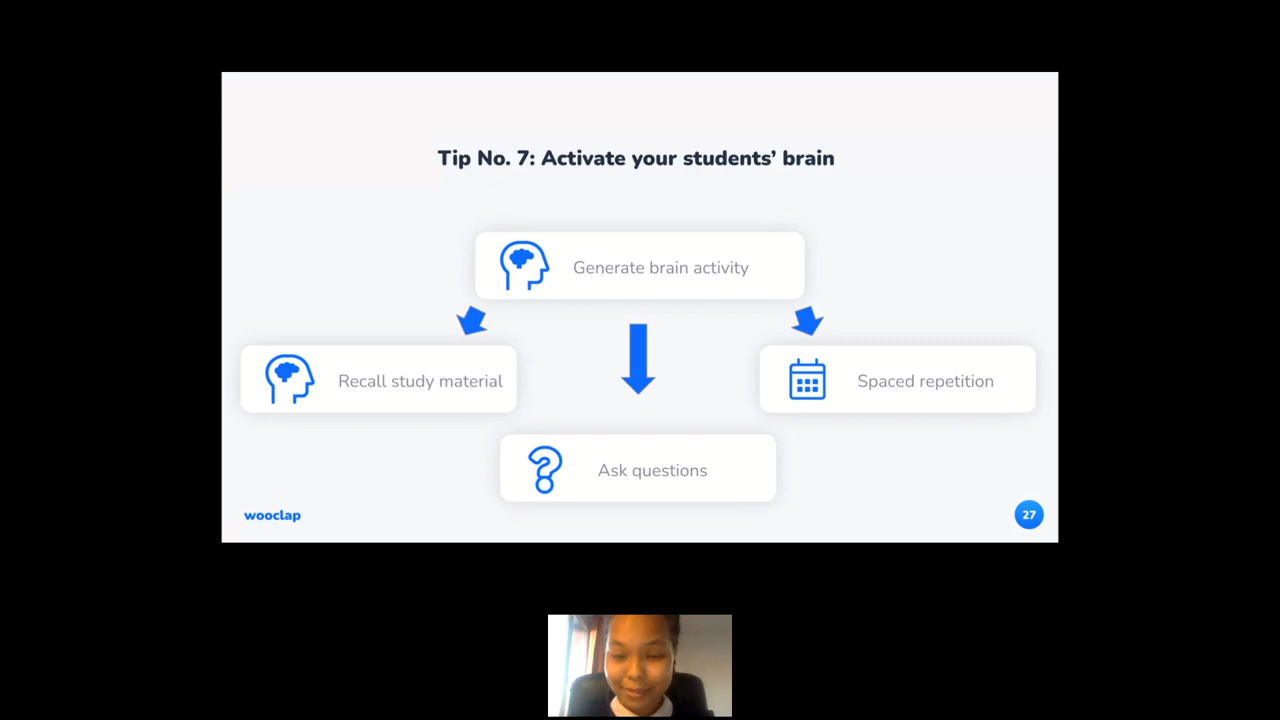 Tip No. 7: Activate your students’ brain
Generate brain activity
Recall study material
Spaced repetition
Ask questions
wooclap
27